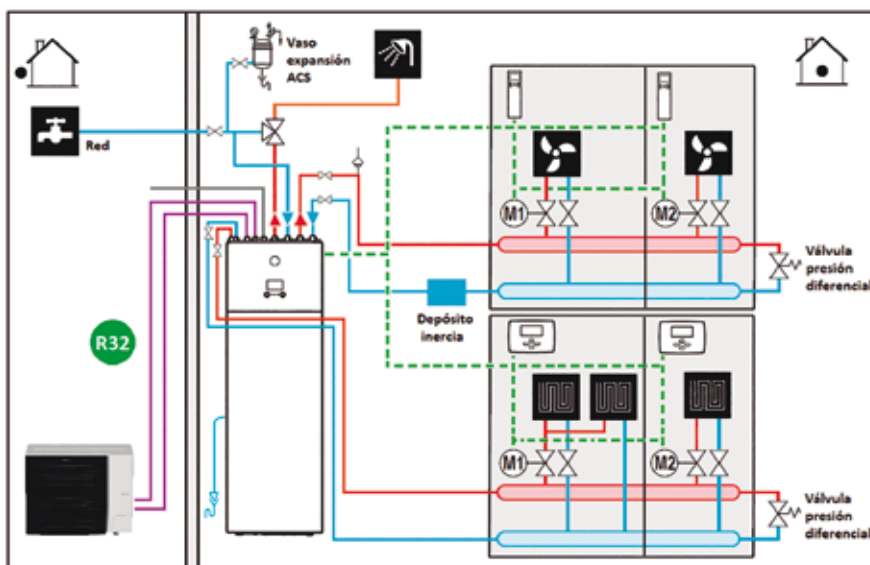 Vaso
expansión
ACS
Red
M1
M2
Válvula
presión
diferencial
Depósito
inercia
R32
M1
M2
Válvula
presión
diferencial